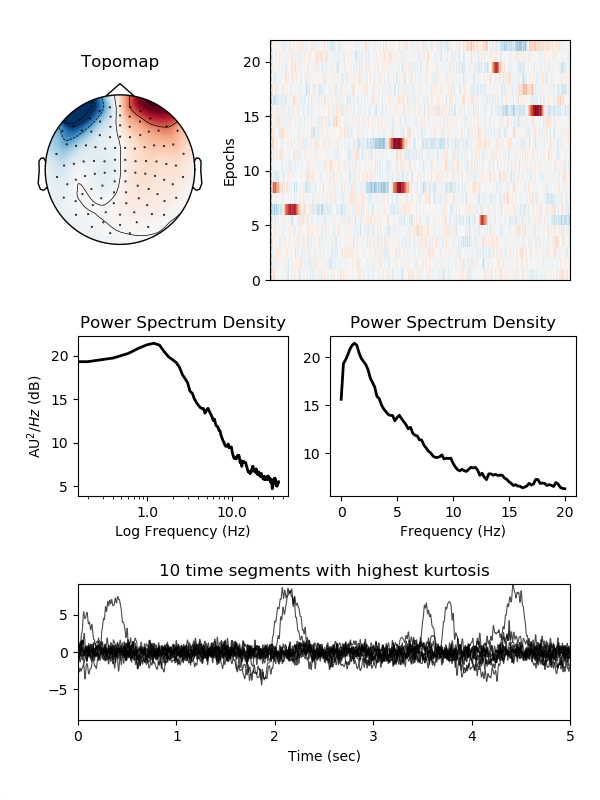 Topomap
Epochs
20
15
10
5
0
Power Spectrum Density
AU²/Hz (dB)
20
15
10
5
1.0 10.0
Log Frequency (Hz)
Power Spectrum Density
20
15
10
0 5 10 15 20
Frequency (Hz)
10 time segments with highest kurtosis
5
0
−5
0 1 2 3 4 5
Time (sec)